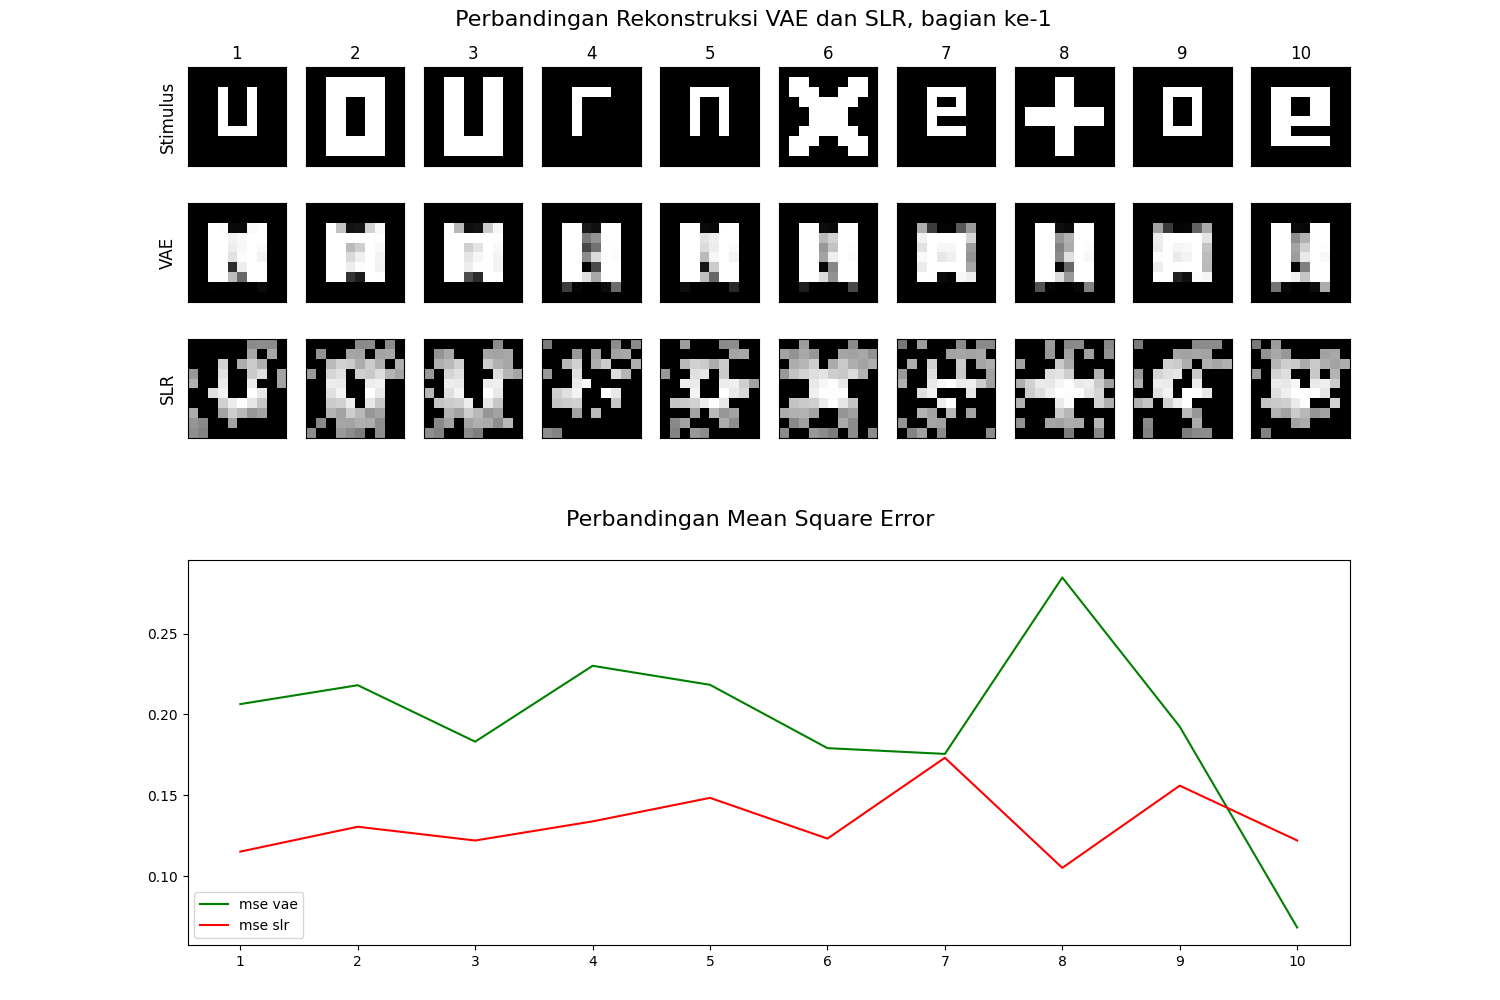 Perbandingan Rekonstruksi VAE dan SLR, bagian ke-1
1 2 3 4 5 6 7 8 9 10
Stimulus
u o u r n x e + o e
VAE
SLR
Perbandingan Mean Square Error
0.25
0.20
0.15
0.10
mse vae
mse slr
1 2 3 4 5 6 7 8 9 10